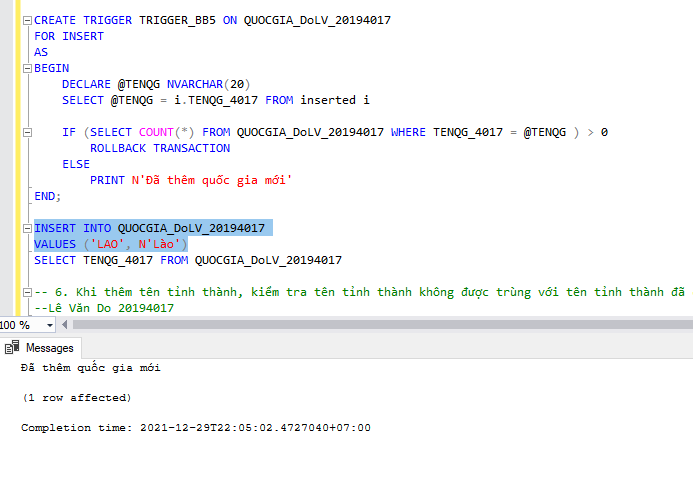 CREATE TRIGGER TRIGGER_BB5 ON QUOCGIA_DoLV_20194017
FOR INSERT
AS
BEGIN
DECLARE @TENQG NVARCHAR(20)
SELECT @TENQG = i.TENQG_4017 FROM inserted i
IF (SELECT COUNT(*) FROM QUOCGIA_DoLV_20194017 WHERE TENQG_4017 = @TENQG ) > 0
ROLLBACK TRANSACTION
ELSE
PRINT N'Đã thêm quốc gia mới'
END;
INSERT INTO QUOCGIA_DoLV_20194017
VALUES ('LAO', N'Lào')
SELECT TENQG_4017 FROM QUOCGIA_DoLV_20194017
-- 6. Khi thêm tên tỉnh thành, kiểm tra tên tỉnh thành không được trùng với tên tỉnh thành đã
--Lê Văn Do 20194017
100 %
Messages
Đã thêm quốc gia mới
(1 row affected)
Completion time: 2021-12-29T22:05:02.4727040+07:00